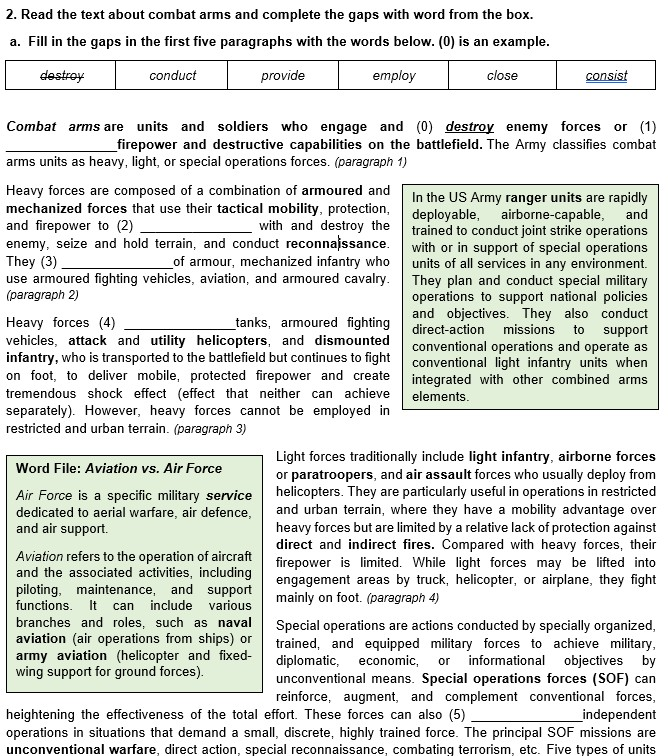 2. Read the text about combat arms and complete the gaps with word from the box.
a. Fill in the gaps in the first five paragraphs with the words below. (0) is an example.
destroy conduct provide employ close consist
Combat arms are units and soldiers who engage and (0) destroy enemy forces or (1)
________________firepower and destructive capabilities on the battlefield. The Army classifies combat
arms units as heavy, light, or special operations forces. (paragraph 1)
Heavy forces are composed of a combination of armoured and
mechanized forces that use their tactical mobility, protection,
and firepower to (2) ________________ with and destroy the
enemy, seize and hold terrain, and conduct reconnaissance.
They (3) ________________of armour, mechanized infantry who
use armoured fighting vehicles, aviation, and armoured cavalry.
(paragraph 2)
Heavy forces (4) ________________tanks, armoured fighting
vehicles, attack and utility helicopters, and dismounted
infantry, who is transported to the battlefield but continues to fight
on foot, to deliver mobile, protected firepower and create
tremendous shock effect (effect that neither can achieve
separately). However, heavy forces cannot be employed in
restricted and urban terrain. (paragraph 3)
In the US Army ranger units are rapidly
deployable, airborne-capable, and
trained to conduct joint strike operations
with or in support of special operations
units of all services in any environment.
They plan and conduct special military
operations to support national policies
and objectives. They also conduct
direct-action missions to support
conventional operations and operate as
conventional light infantry units when
integrated with other combined arms
elements.
Word File: Aviation vs. Air Force
Air Force is a specific military service
dedicated to aerial warfare, air defence,
and air support.
Aviation refers to the operation of aircraft
and the associated activities, including
piloting, maintenance, and support
functions. It can include various
branches and roles, such as naval
aviation (air operations from ships) or
army aviation (helicopter and fixed-
wing support for ground forces).
Light forces traditionally include light infantry, airborne forces
or paratroopers, and air assault forces who usually deploy from
helicopters. They are particularly useful in operations in restricted
and urban terrain, where they have a mobility advantage over
heavy forces but are limited by a relative lack of protection against
direct and indirect fires. Compared with heavy forces, their
firepower is limited. While light forces may be lifted into
engagement areas by truck, helicopter, or airplane, they fight
mainly on foot. (paragraph 4)
Special operations are actions conducted by specially organized,
trained, and equipped military forces to achieve military,
diplomatic, economic, or informational objectives by
unconventional means. Special operations forces (SOF) can
reinforce, augment, and complement conventional forces,
heightening the effectiveness of the total effort. These forces can also (5) ________________independent
operations in situations that demand a small, discrete, highly trained force. The principal SOF missions are
unconventional warfare, direct action, special reconnaissance, combating terrorism, etc. Five types of units